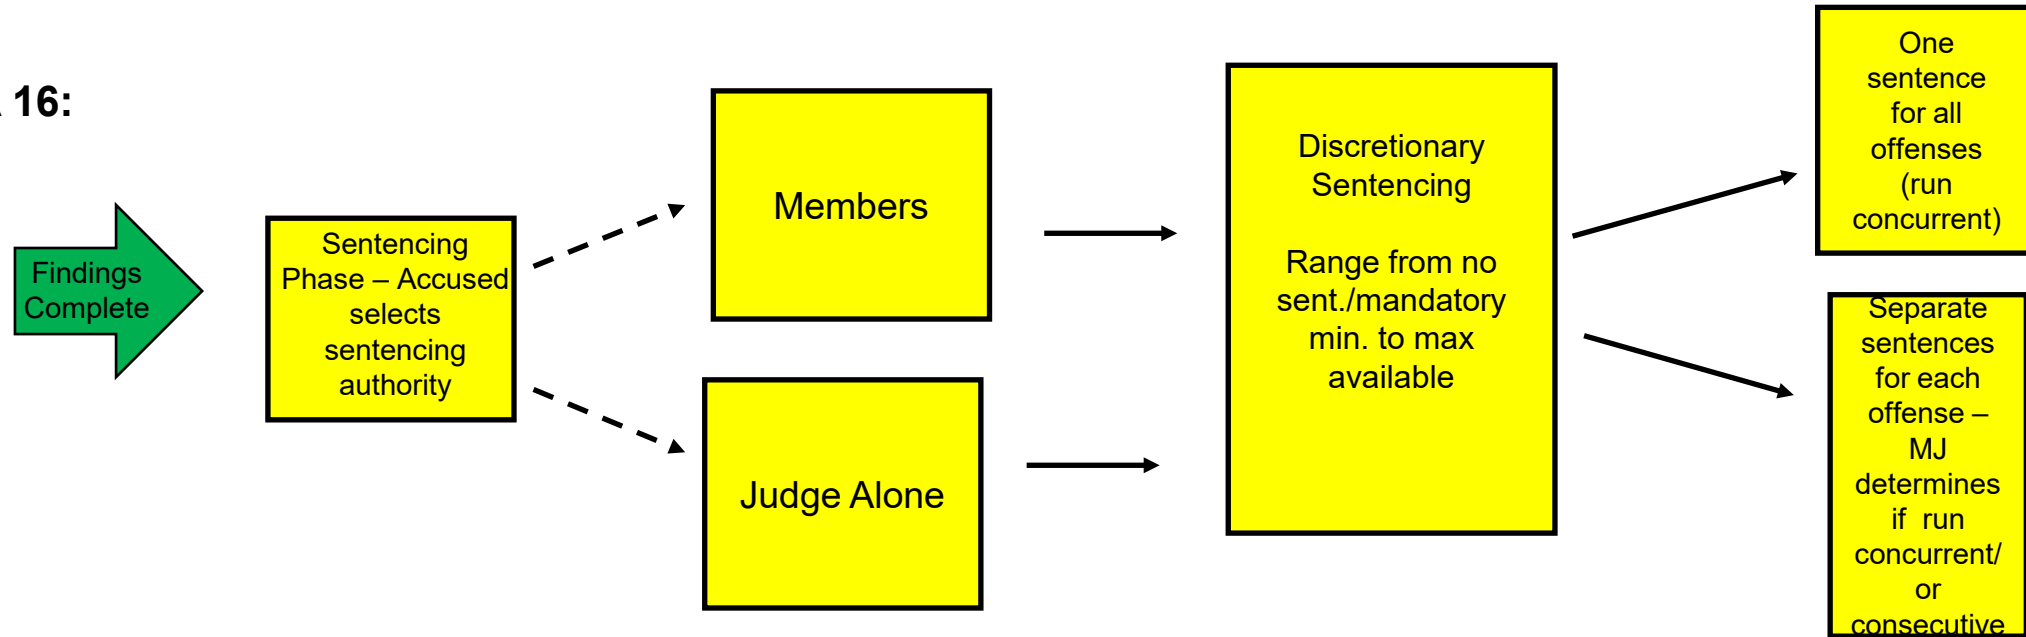 16:
Findings
Complete
Sentencing
Phase – Accused
selects
sentencing
authority
Members
Judge Alone
Discretionary
Sentencing
Range from no
sent./mandatory
min. to max
available
One
sentence
for all
offenses
(run
concurrent)
Separate
sentences
for each
offense –
MJ
determines
if run
concurrent/
or
consecutive